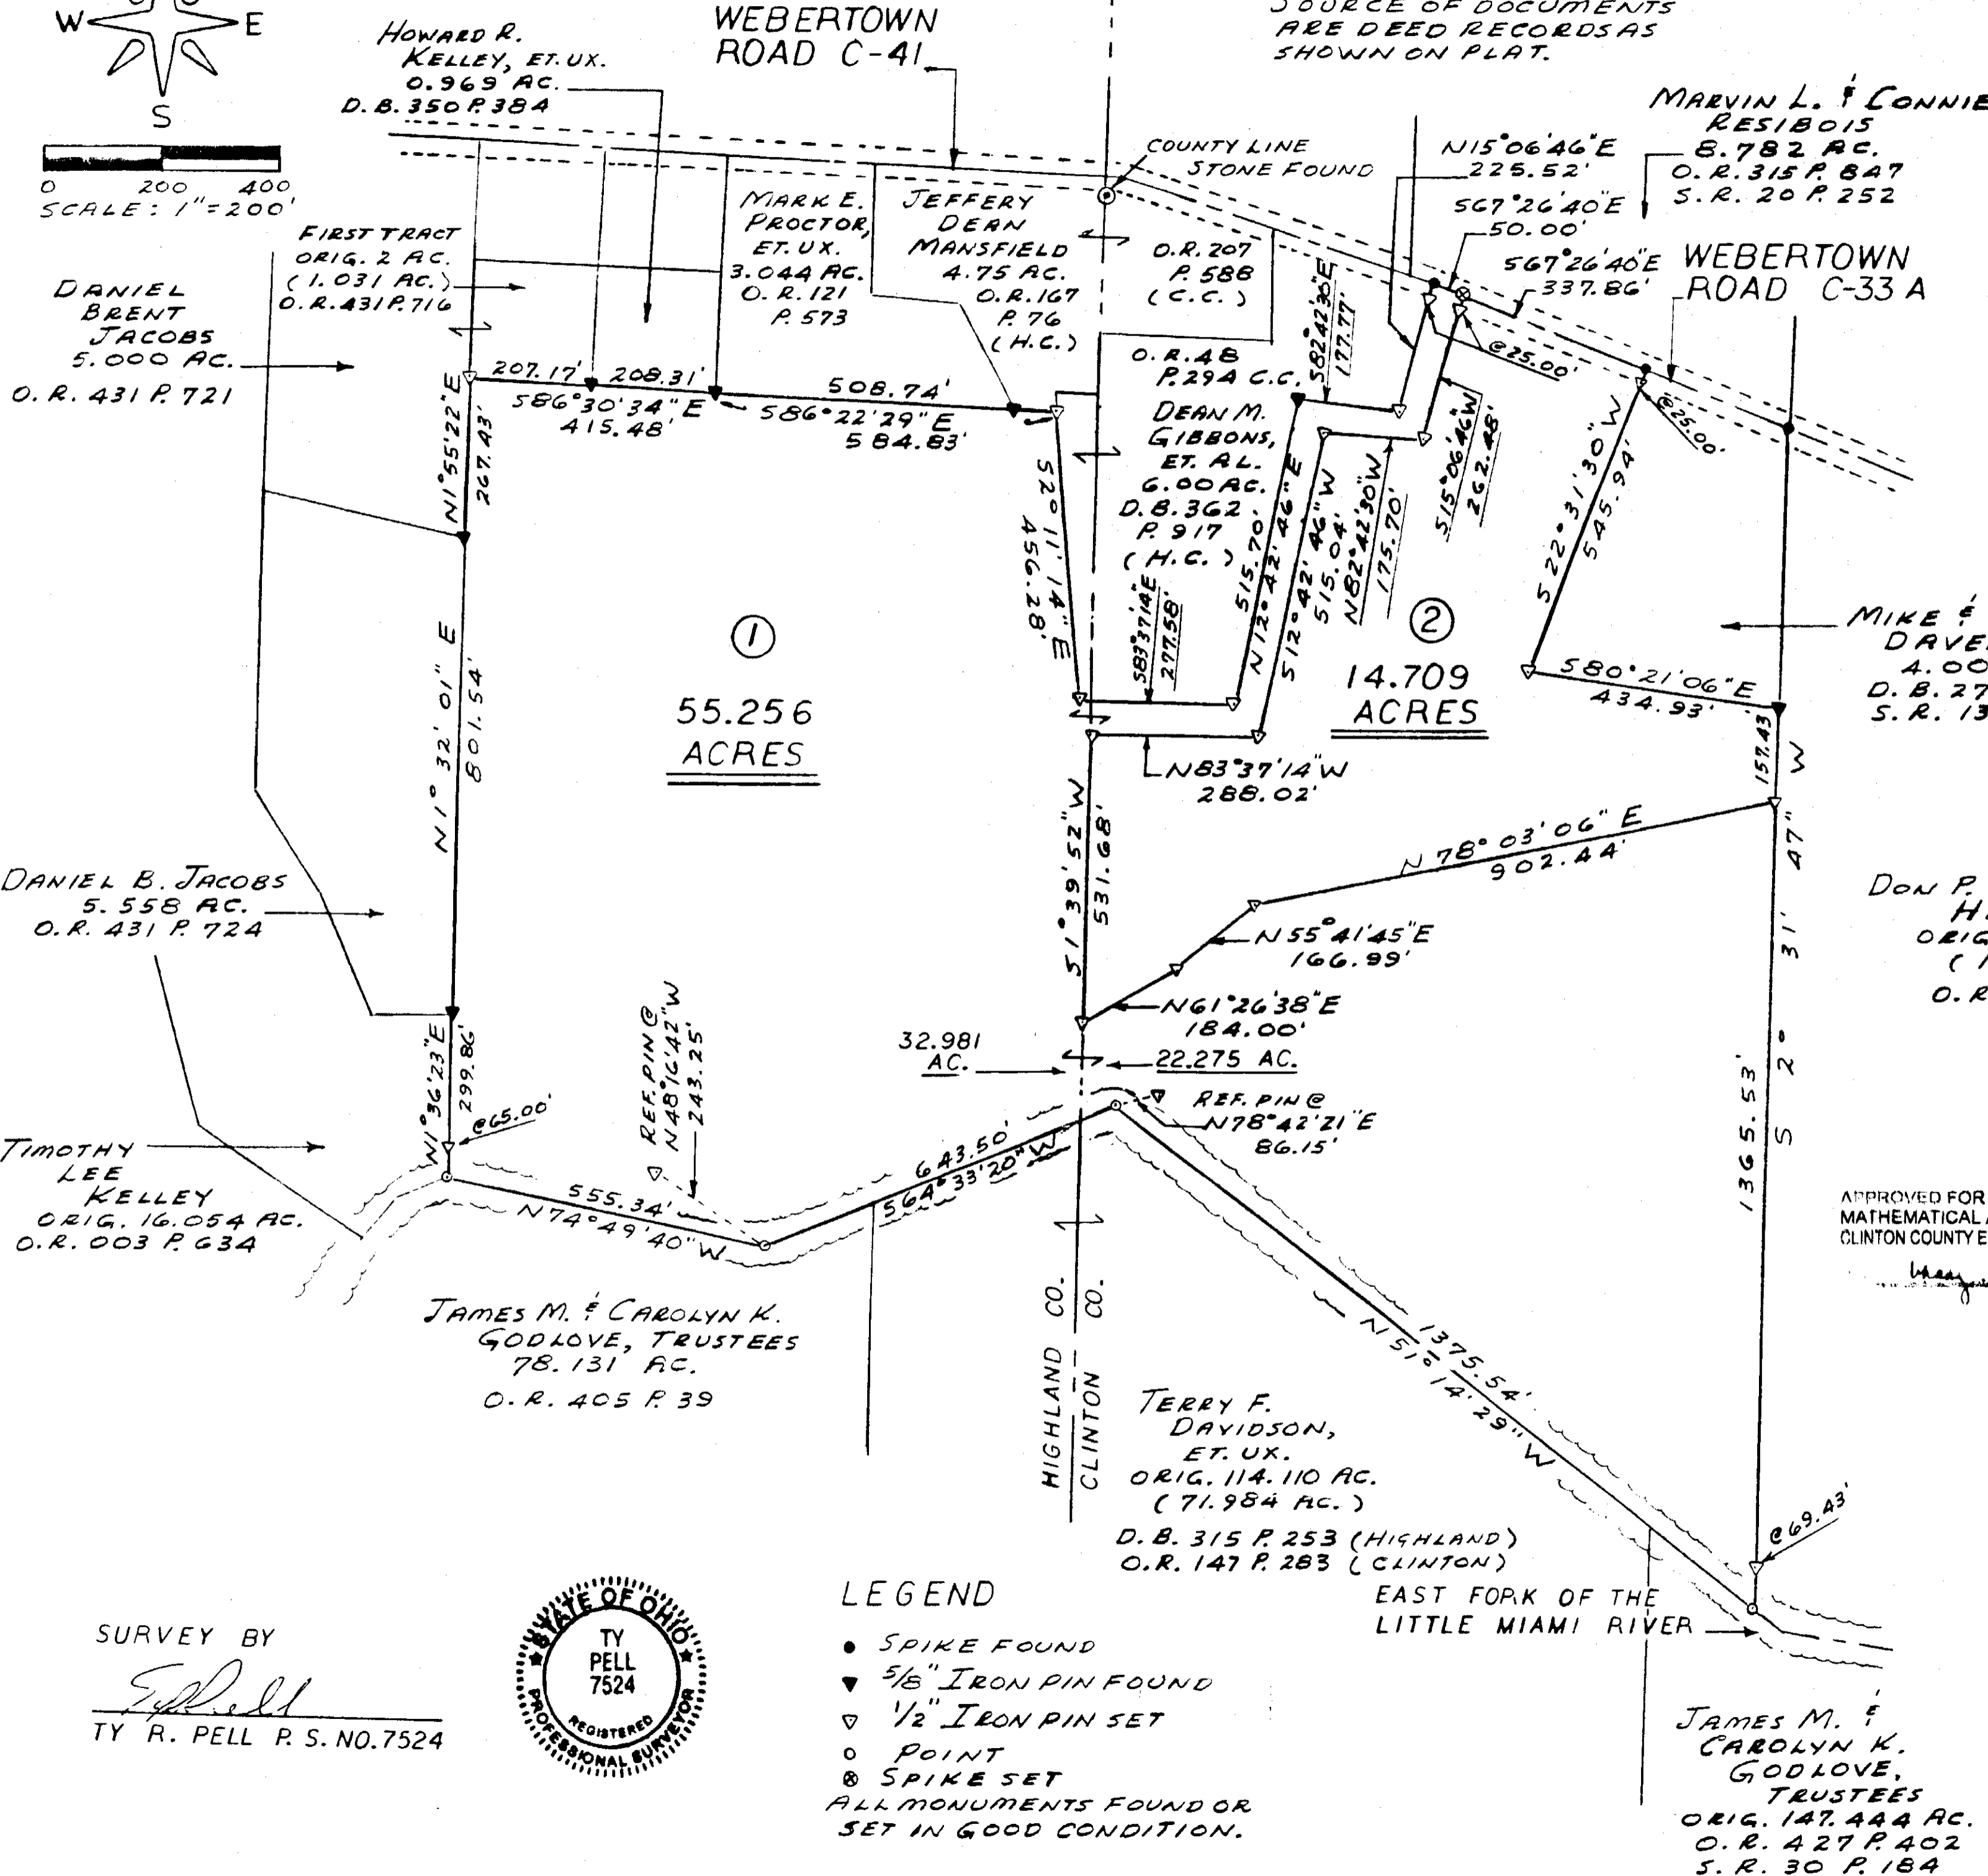 W E
S
0 200 400
SCALE: 1"=200'
HOWARD R.
KELLEY, ET. UX.
0.969 AC.
D.B. 350 P. 384
WEBERTOWN
ROAD C-41
SOURCE OF DOCUMENTS
ARE DEED RECORDS AS
SHOWN ON PLAT.
MARVIN L. & CONNIE
RESIBOIS
8.782 AC.
O.R. 315 P. 847
S.R. 20 P. 252
COUNTY LINE
STONE FOUND
N15°06'46"E
225.52'
S67°26'40"E
50.00'
S67°26'40"E
337.86'
WEBERTOWN
ROAD C-33 A
FIRST TRACT
ORIG. 2 AC.
(1.031 AC.)
O.R. 431 P. 716
MARK E.
PROCTOR,
ET. UX.
3.044 AC.
O.R. 121
P. 573
JEFFERY
DEAN
MANSFIELD
4.75 AC.
O.R. 167
P. 76
(H.C.)
O.R. 207
P. 588
(C.C.)
DANIEL
BRENT
JACOBS
5.000 AC.
O.R. 431 P. 721
O.R. 48
P. 294 C.C.
S82°42'30"E
177.77'
@25.00'
@25.00'
207.17' 208.31'
S86°30'34"E
415.48'
508.74'
S86°22'29"E
584.83'
N1°55'22"E
267.43'
DEAN M.
GIBBONS,
ET. AL.
6.00 AC.
D.B. 362
P. 917
(H.C.)
S2°11'14"E
456.28'
S83°37'14"E
277.58'
515.70'
N12°42'46"E
S12°42'46"W
515.04'
N82°42'30"W
175.70'
S15°06'46"W
262.48'
S22°31'30"W
545.94'
N1°32'01"E
801.54'
1
55.256
ACRES
2
14.709
ACRES
S80°21'06"E
434.93'
MIKE &
DAVE
4.00
D.B. 27
S.R. 13
157.43'
N83°37'14"W
288.02'
S1°39'52"W
531.68'
N78°03'06"E
902.44'
N55°41'45"E
166.99'
N61°26'38"E
184.00'
DANIEL B. JACOBS
5.558 AC.
O.R. 431 P. 724
DON P.
H.
ORIG
(1
O.R
S2°31'47"W
1365.53'
32.981
AC.
22.275 AC.
REF. PIN @
N48°16'42"W
243.25'
REF. PIN @
N78°42'21"E
86.15'
N1°36'23"E
299.86'
@65.00'
TIMOTHY
LEE
KELLEY
ORIG. 16.054 AC.
O.R. 003 P. 634
555.34'
N74°49'40"W
643.50'
S64°33'20"W
APPROVED FOR
MATHEMATICAL
CLINTON COUNTY E
JAMES M. & CAROLYN K.
GODLOVE, TRUSTEES
78.131 AC.
O.R. 405 P. 39
HIGHLAND CO.
CLINTON CO.
1375.54'
N51°14'29"W
TERRY F.
DAVIDSON,
ET. UX.
ORIG. 114.110 AC.
(71.984 AC.)
D.B. 315 P. 253 (HIGHLAND)
O.R. 147 P. 283 (CLINTON)
@69.43'
EAST FORK OF THE
LITTLE MIAMI RIVER
SURVEY BY
TY R. PELL P.S. NO. 7524
STATE OF OHIO
TY
PELL
7524
REGISTERED
PROFESSIONAL SURVEYOR
LEGEND
SPIKE FOUND
5/8" IRON PIN FOUND
1/2" IRON PIN SET
POINT
SPIKE SET
ALL MONUMENTS FOUND OR
SET IN GOOD CONDITION.
JAMES M. &
CAROLYN K.
GODLOVE,
TRUSTEES
ORIG. 147.444 AC.
O.R. 427 P. 402
S.R. 30 P. 184